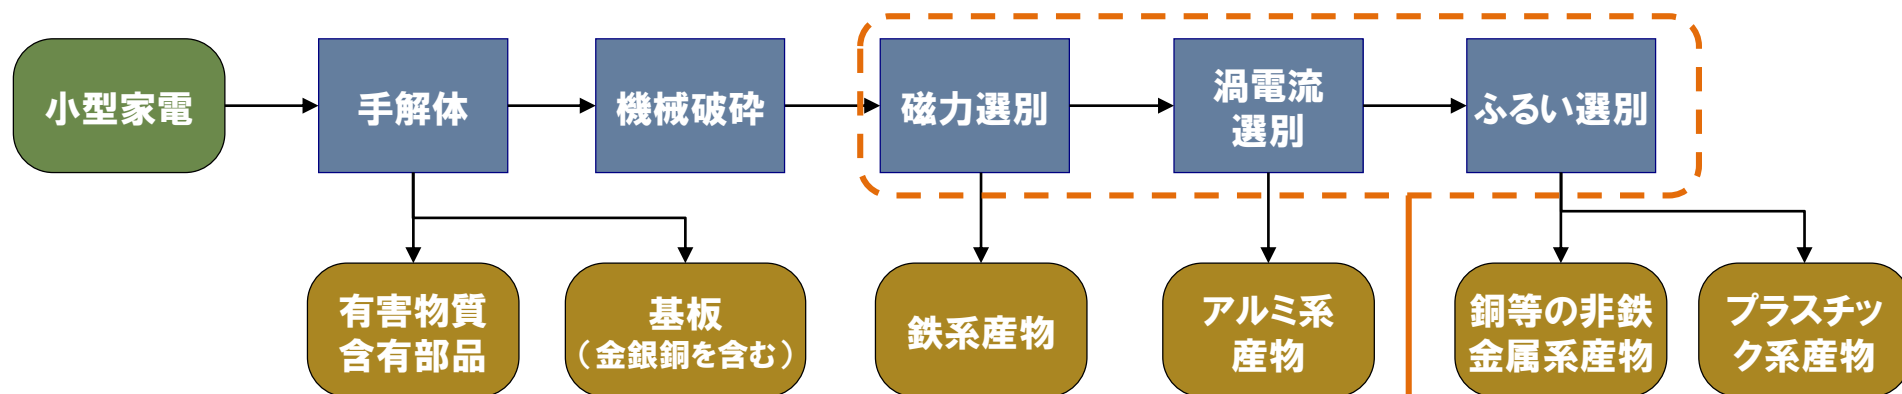 小型家電
手解体
機械破砕
磁力選別
渦電流
選別
ふるい選別
有害物質
含有部品
基板
（金銀銅を含む）
鉄系産物
アルミ系
産物
銅等の非鉄
金属系産物
プラスチッ
ク系産物